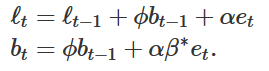 ℓₜ = ℓₜ₋₁ + ϕbₜ₋₁ + αeₜ
bₜ = ϕbₜ₋₁ + αβ*eₜ.